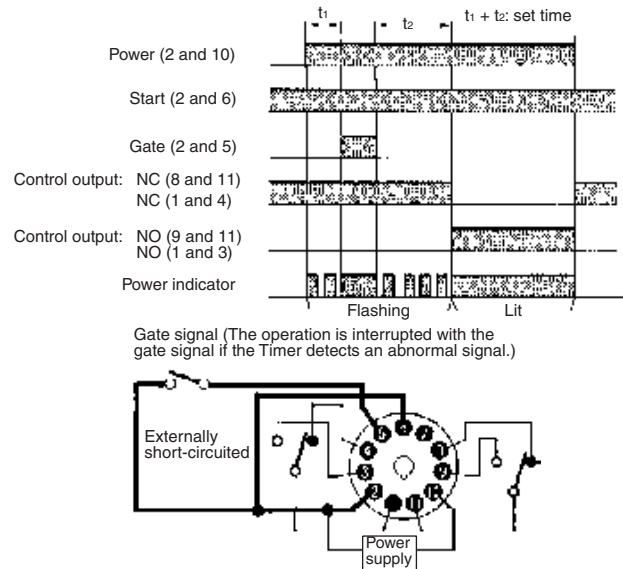 t1 t2 t1 + t2: set time
Power (2 and 10)
Start (2 and 6)
Gate (2 and 5)
Control output: NC (8 and 11)
NC (1 and 4)
Control output: NO (9 and 11)
NO (1 and 3)
Power indicator
Flashing Lit
Gate signal (The operation is interrupted with the
gate signal if the Timer detects an abnormal signal.)
Externally
short-circuited
Power
supply